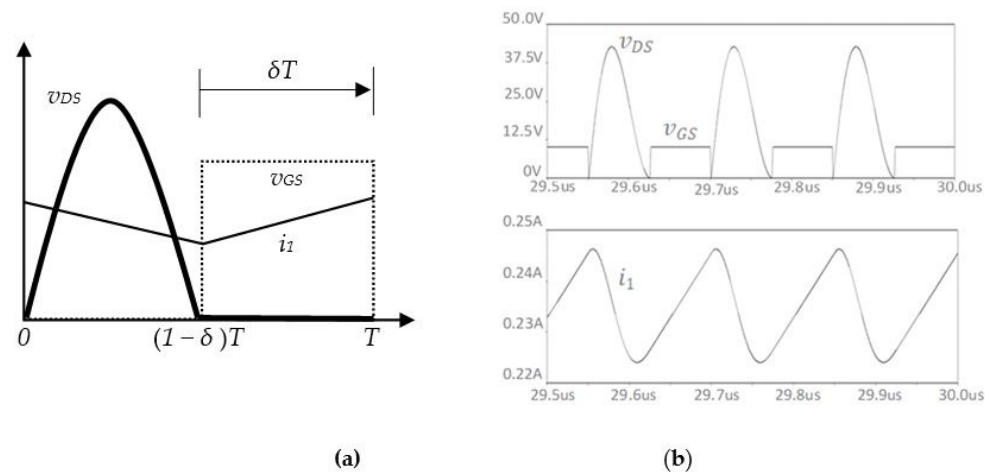 δT
v_DS
v_GS
i_1
0
(1 – δ )T
T
(a)
50.0V
37.5V
25.0V
12.5V
0V
v_DS
v_GS
29.5us 29.6us 29.7us 29.8us 29.9us 30.0us
0.25A
0.24A
0.23A
0.22A
i_1
29.5us 29.6us 29.7us 29.8us 29.9us 30.0us
(b)